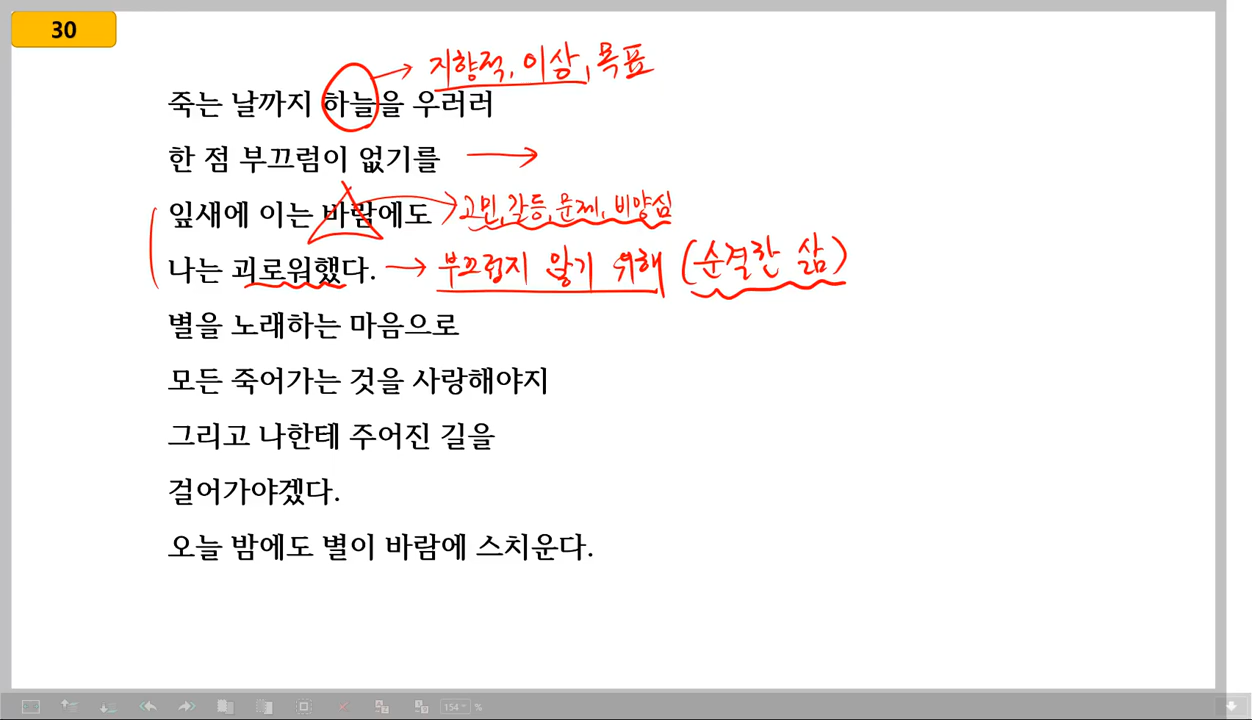 30
지향적, 이상, 목표
죽는 날까지 하늘을 우러러
한 점 부끄럼이 없기를 →
잎새에 이는 바람에도 → 고민, 갈등, 문제, 비양심
나는 괴로워했다. → 부끄럽지 않기 위해 (순결한 삶)
별을 노래하는 마음으로
모든 죽어가는 것을 사랑해야지
그리고 나한테 주어진 길을
걸어가야겠다.
오늘 밤에도 별이 바람에 스치운다.
154 %